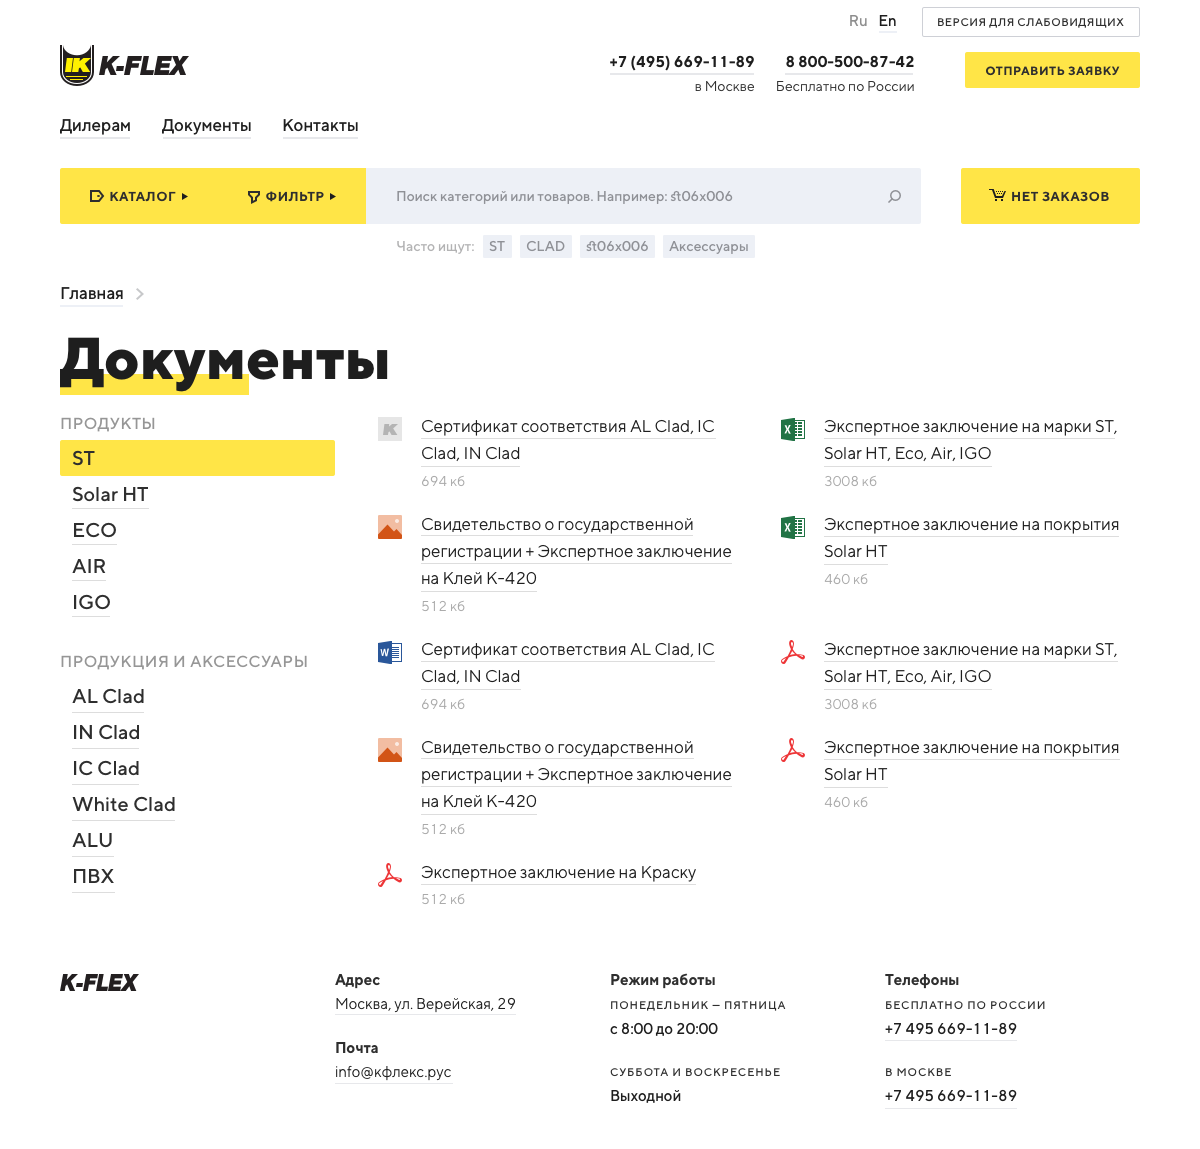 Ru En ВЕРСИЯ ДЛЯ СЛАБОВИДЯЩИХ
K-FLEX
+7 (495) 669-11-89
в Москве
8 800-500-87-42
Бесплатно по России
ОТПРАВИТЬ ЗАЯВКУ
Дилерам Документы Контакты
КАТАЛОГ ФИЛЬТР Поиск категорий или товаров. Например: st06x006 НЕТ ЗАКАЗОВ
Часто ищут: ST CLAD st06x006 Аксессуары
Главная
Документы
ПРОДУКТЫ
ST
Solar HT
ECO
AIR
IGO
ПРОДУКЦИЯ И АКСЕССУАРЫ
AL Clad
IN Clad
IC Clad
White Clad
ALU
ПВХ
Сертификат соответствия AL Clad, IC
Clad, IN Clad
694 кб
Экспертное заключение на марки ST,
Solar HT, Eco, Air, IGO
3008 кб
Свидетельство о государственной
регистрации + Экспертное заключение
на Клей К-420
512 кб
Экспертное заключение на покрытия
Solar HT
460 кб
Сертификат соответствия AL Clad, IC
Clad, IN Clad
694 кб
Экспертное заключение на марки ST,
Solar HT, Eco, Air, IGO
3008 кб
Свидетельство о государственной
регистрации + Экспертное заключение
на Клей К-420
512 кб
Экспертное заключение на покрытия
Solar HT
460 кб
Экспертное заключение на Краску
512 кб
K-FLEX
Адрес
Москва, ул. Верейская, 29
Почта
info@кфлекс.рус
Режим работы
ПОНЕДЕЛЬНИК — ПЯТНИЦА
с 8:00 до 20:00
СУББОТА И ВОСКРЕСЕНЬЕ
Выходной
Телефоны
БЕСПЛАТНО ПО РОССИИ
+7 495 669-11-89
В МОСКВЕ
+7 495 669-11-89